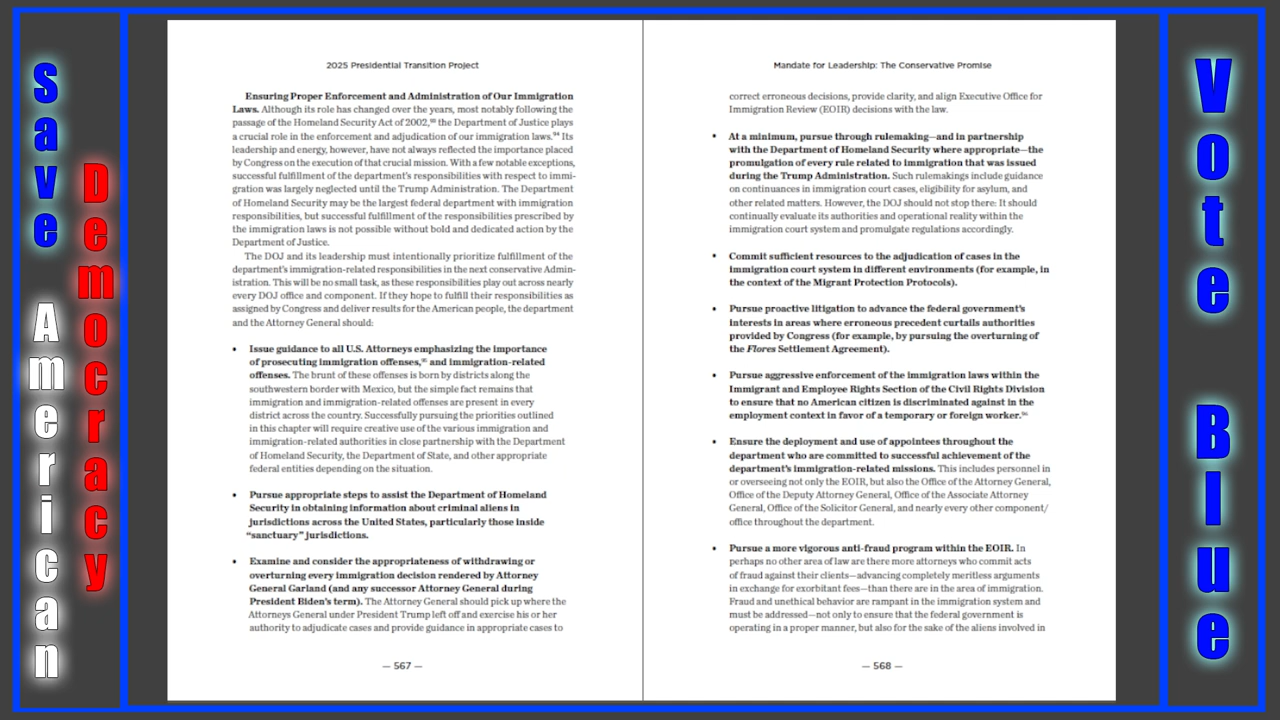 Save American
Democracy
2025 Presidential Transition Project
Ensuring Proper Enforcement and Administration of Our Immigration
Laws. Although its role has changed over the years, most notably following the
passage of the Homeland Security Act of 2002,⁹³ the Department of Justice plays
a crucial role in the enforcement and adjudication of our immigration laws.⁹⁴ Its
leadership and energy, however, have not always reflected the importance placed
by Congress on the execution of that crucial mission. With a few notable exceptions,
successful fulfillment of the department's responsibilities with respect to immi-
gration was largely neglected until the Trump Administration. The Department
of Homeland Security may be the largest federal department with immigration
responsibilities, but successful fulfillment of the responsibilities prescribed by
the immigration laws is not possible without bold and dedicated action by the
Department of Justice.
The DOJ and its leadership must intentionally prioritize fulfillment of the
department's immigration-related responsibilities in the next conservative Admin-
istration. This will be no small task, as these responsibilities play out across nearly
every DOJ office and component. If they hope to fulfill their responsibilities as
assigned by Congress and deliver results for the American people, the department
and the Attorney General should:
• Issue guidance to all U.S. Attorneys emphasizing the importance
of prosecuting immigration offenses,⁹⁵ and immigration-related
offenses. The brunt of these offenses is born by districts along the
southwestern border with Mexico, but the simple fact remains that
immigration and immigration-related offenses are present in every
district across the country. Successfully pursuing the priorities outlined
in this chapter will require creative use of the various immigration and
immigration-related authorities in close partnership with the Department
of Homeland Security, the Department of State, and other appropriate
federal entities depending on the situation.
• Pursue appropriate steps to assist the Department of Homeland
Security in obtaining information about criminal aliens in
jurisdictions across the United States, particularly those inside
“sanctuary” jurisdictions.
• Examine and consider the appropriateness of withdrawing or
overturning every immigration decision rendered by Attorney
General Garland (and any successor Attorney General during
President Biden's term). The Attorney General should pick up where the
Attorneys General under President Trump left off and exercise his or her
authority to adjudicate cases and provide guidance in appropriate cases to
— 567 —
Mandate for Leadership: The Conservative Promise
correct erroneous decisions, provide clarity, and align Executive Office for
Immigration Review (EOIR) decisions with the law.
• At a minimum, pursue through rulemaking—and in partnership
with the Department of Homeland Security where appropriate—the
promulgation of every rule related to immigration that was issued
during the Trump Administration. Such rulemakings include guidance
on continuances in immigration court cases, eligibility for asylum, and
other related matters. However, the DOJ should not stop there: It should
continually evaluate its authorities and operational reality within the
immigration court system and promulgate regulations accordingly.
• Commit sufficient resources to the adjudication of cases in the
immigration court system in different environments (for example, in
the context of the Migrant Protection Protocols).
• Pursue proactive litigation to advance the federal government's
interests in areas where erroneous precedent curtails authorities
provided by Congress (for example, by pursuing the overturning of
the Flores Settlement Agreement).
• Pursue aggressive enforcement of the immigration laws within the
Immigrant and Employee Rights Section of the Civil Rights Division
to ensure that no American citizen is discriminated against in the
employment context in favor of a temporary or foreign worker.⁹⁶
• Ensure the deployment and use of appointees throughout the
department who are committed to successful achievement of the
department's immigration-related missions. This includes personnel in
or overseeing not only the EOIR, but also the Office of the Attorney General,
Office of the Deputy Attorney General, Office of the Associate Attorney
General, Office of the Solicitor General, and nearly every other component/
office throughout the department.
• Pursue a more vigorous anti-fraud program within the EOIR. In
perhaps no other area of law are there more attorneys who commit acts
of fraud against their clients—advancing completely meritless arguments
in exchange for exorbitant fees—than there are in the area of immigration.
Fraud and unethical behavior are rampant in the immigration system and
must be addressed—not only to ensure that the federal government is
operating in a proper manner, but also for the sake of the aliens involved in
— 568 —
Vote Blue